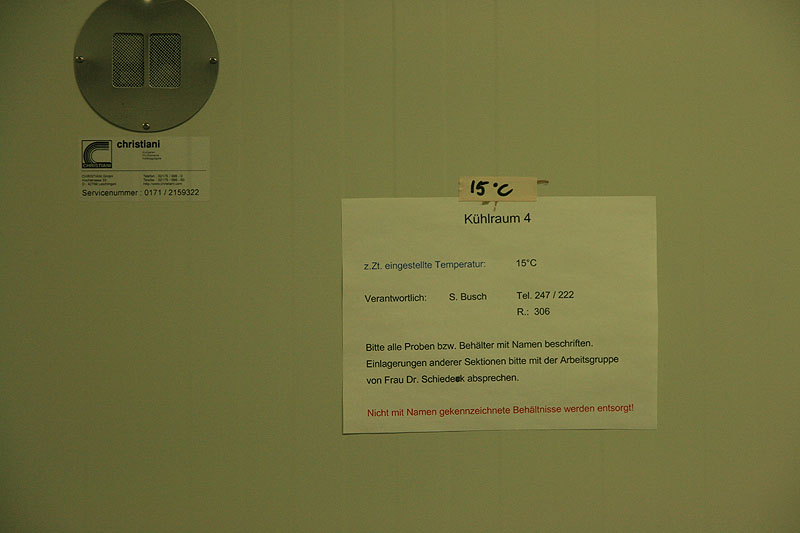 christiani
CHRISTIANI
Servicenummer : 0171 / 2159322
15°C
Kühlraum 4
z.Zt. eingestellte Temperatur: 15°C
Verantwortlich: S. Busch Tel. 247 / 222
R.: 306
Bitte alle Proben bzw. Behälter mit Namen beschriften.
Einlagerungen anderer Sektionen bitte mit der Arbeitsgruppe
von Frau Dr. Schiedeck absprechen.
Nicht mit Namen gekennzeichnete Behältnisse werden entsorgt!